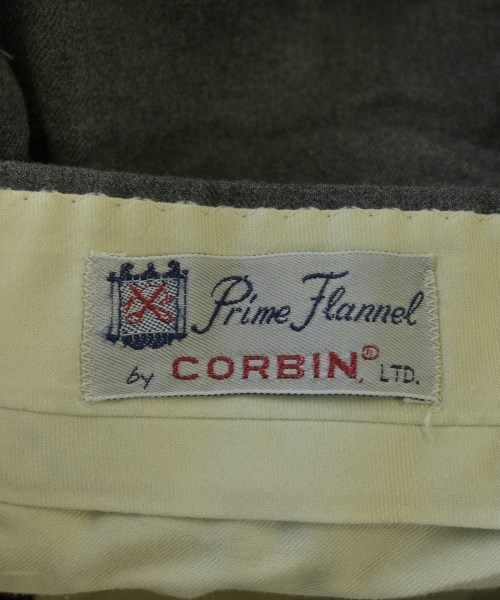 Prime Flannel
by CORBIN,® LTD.